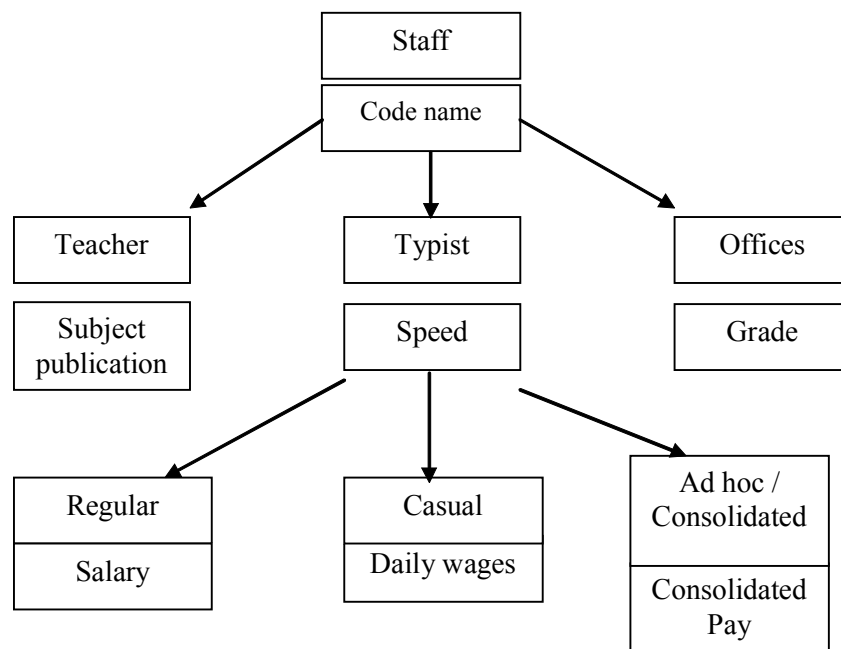 Staff
Code name
Teacher
Typist
Offices
Subject
publication
Speed
Grade
Regular
Casual
Ad hoc /
Consolidated
Salary
Daily wages
Consolidated
Pay